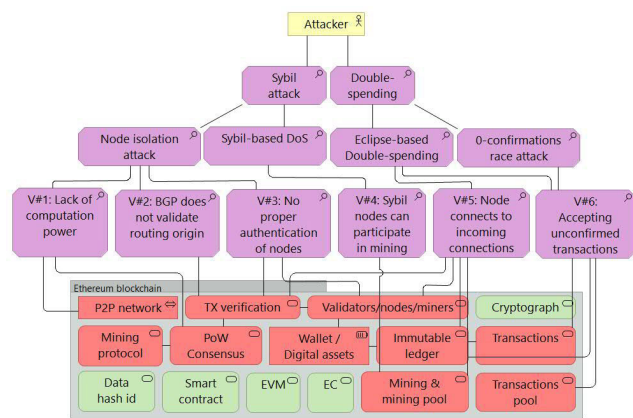 Attacker
Sybil
attack
Double-
spending
Node isolation
attack
Sybil-based DoS
Eclipse-based
Double-spending
0-confirmations
race attack
V#1: Lack of
computation
power
V#2: BGP does
not validate
routing origin
V#3: No
proper
authentication
of nodes
V#4: Sybil
nodes can
participate
in mining
V#5: Node
connects to
incoming
connections
V#6:
Accepting
unconfirmed
transactions
Ethereum blockchain
P2P network
TX verification
Validators/nodes/miners
Cryptograph
Mining
protocol
PoW
Consensus
Wallet /
Digital assets
Immutable
ledger
Transactions
Data
hash id
Smart
contract
EVM
EC
Mining &
mining pool
Transactions
pool